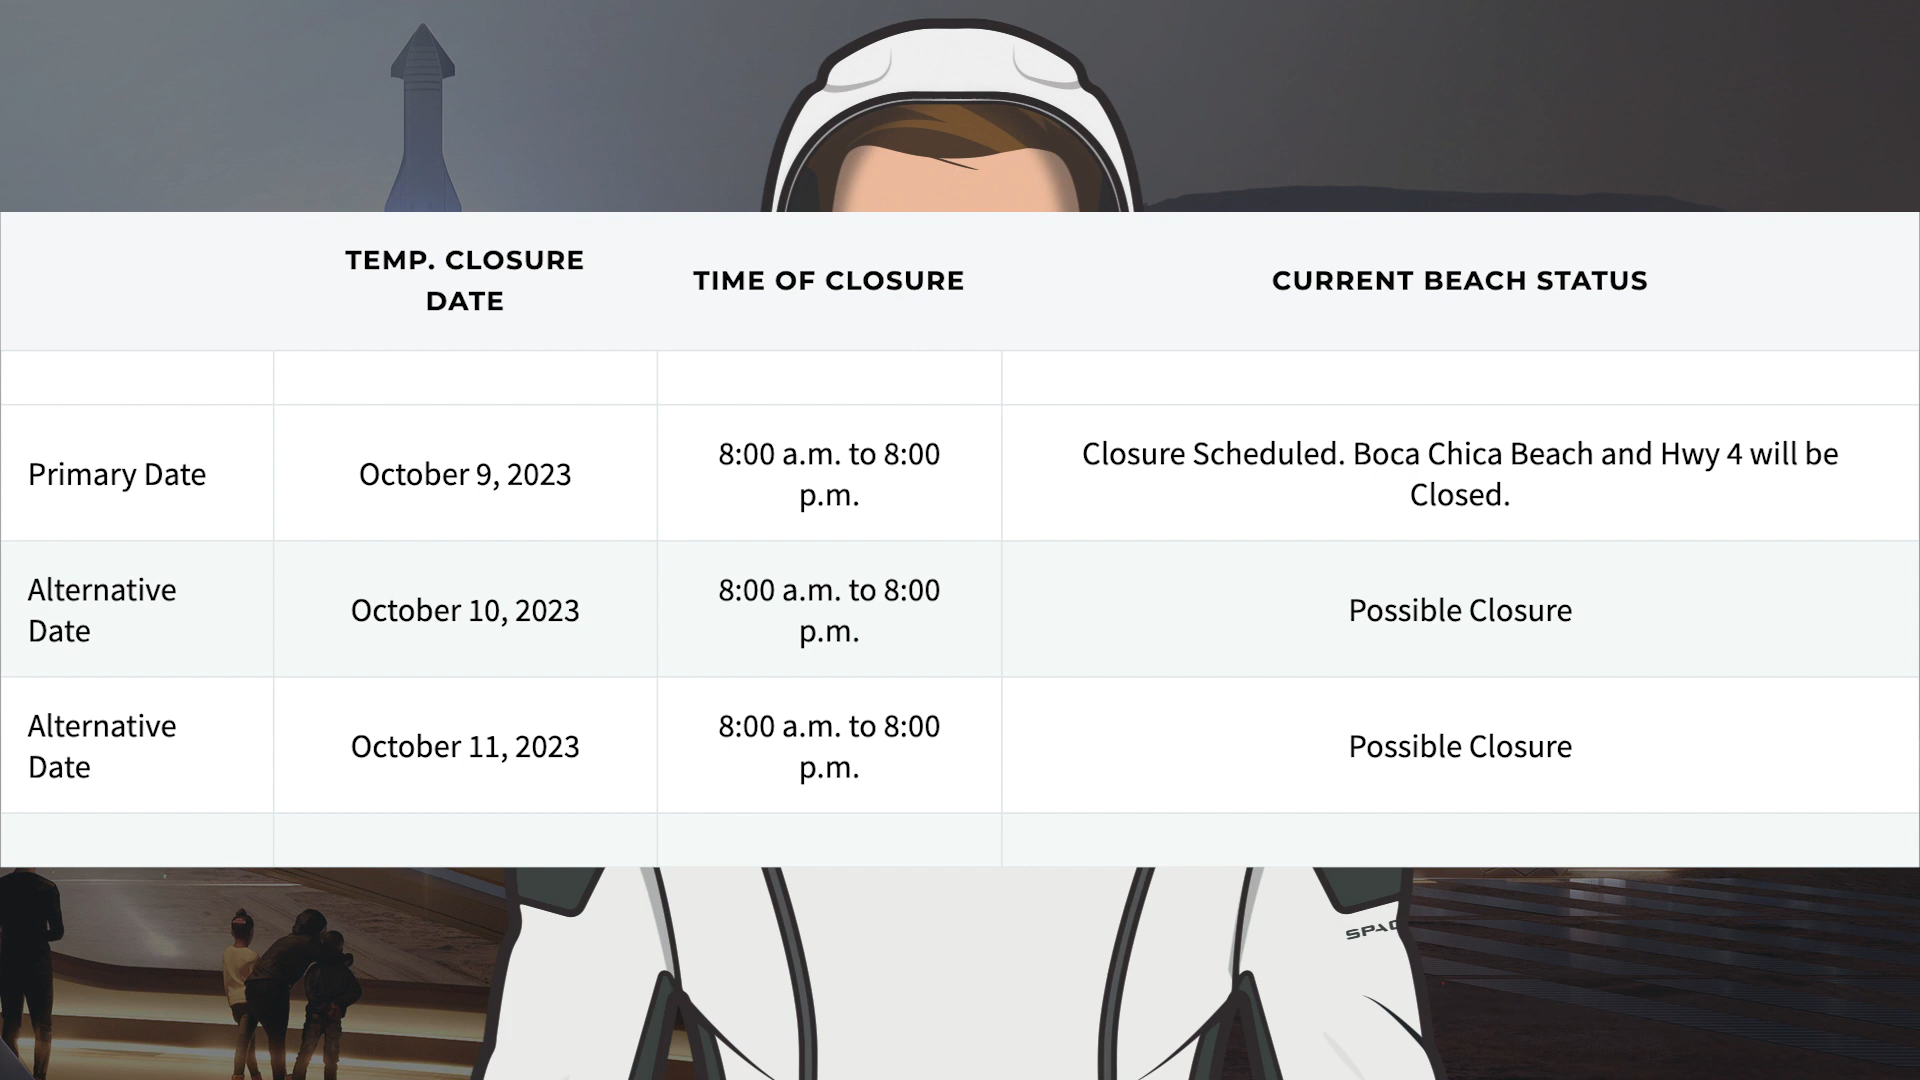 TEMP. CLOSURE
DATE
TIME OF CLOSURE
CURRENT BEACH STATUS
Primary Date
October 9, 2023
8:00 a.m. to 8:00
p.m.
Closure Scheduled. Boca Chica Beach and Hwy 4 will be
Closed.
Alternative
Date
October 10, 2023
8:00 a.m. to 8:00
p.m.
Possible Closure
Alternative
Date
October 11, 2023
8:00 a.m. to 8:00
p.m.
Possible Closure